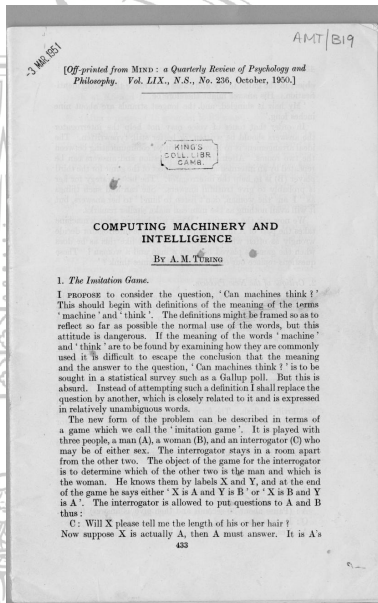 AMT/B19
-3 MAR 1951
[Off-printed from MIND: a Quarterly Review of Psychology and
Philosophy. Vol. LIX., N.S., No. 236, October, 1950.]
KING'S
COLL. LIBR.
CAMB.
COMPUTING MACHINERY AND
INTELLIGENCE
BY A. M. TURING
1. The Imitation Game.
I PROPOSE to consider the question, ' Can machines think ? '
This should begin with definitions of the meaning of the terms
' machine ' and ' think '. The definitions might be framed so as to
reflect so far as possible the normal use of the words, but this
attitude is dangerous. If the meaning of the words ' machine '
and ' think ' are to be found by examining how they are commonly
used it is difficult to escape the conclusion that the meaning
and the answer to the question, ' Can machines think ? ' is to be
sought in a statistical survey such as a Gallup poll. But this is
absurd. Instead of attempting such a definition I shall replace the
question by another, which is closely related to it and is expressed
in relatively unambiguous words.
The new form of the problem can be described in terms of
a game which we call the ' imitation game '. It is played with
three people, a man (A), a woman (B), and an interrogator (C) who
may be of either sex. The interrogator stays in a room apart
from the other two. The object of the game for the interrogator
is to determine which of the other two is the man and which is
the woman. He knows them by labels X and Y, and at the end
of the game he says either ' X is A and Y is B ' or ' X is B and Y
is A '. The interrogator is allowed to put questions to A and B
thus :
C : Will X please tell me the length of his or her hair ?
Now suppose X is actually A, then A must answer. It is A's
433